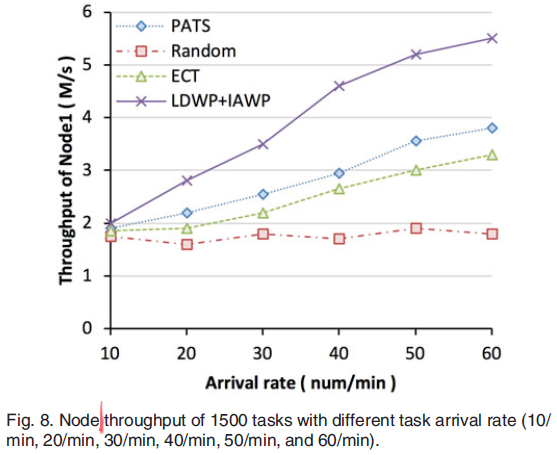 6
5
4
3
2
1
0
Throughput of Node1 ( M/s )
PATS
Random
ECT
LDWP+IAWP
10 20 30 40 50 60
Arrival rate ( num/min )
Fig. 8. Node throughput of 1500 tasks with different task arrival rate (10/
min, 20/min, 30/min, 40/min, 50/min, and 60/min).